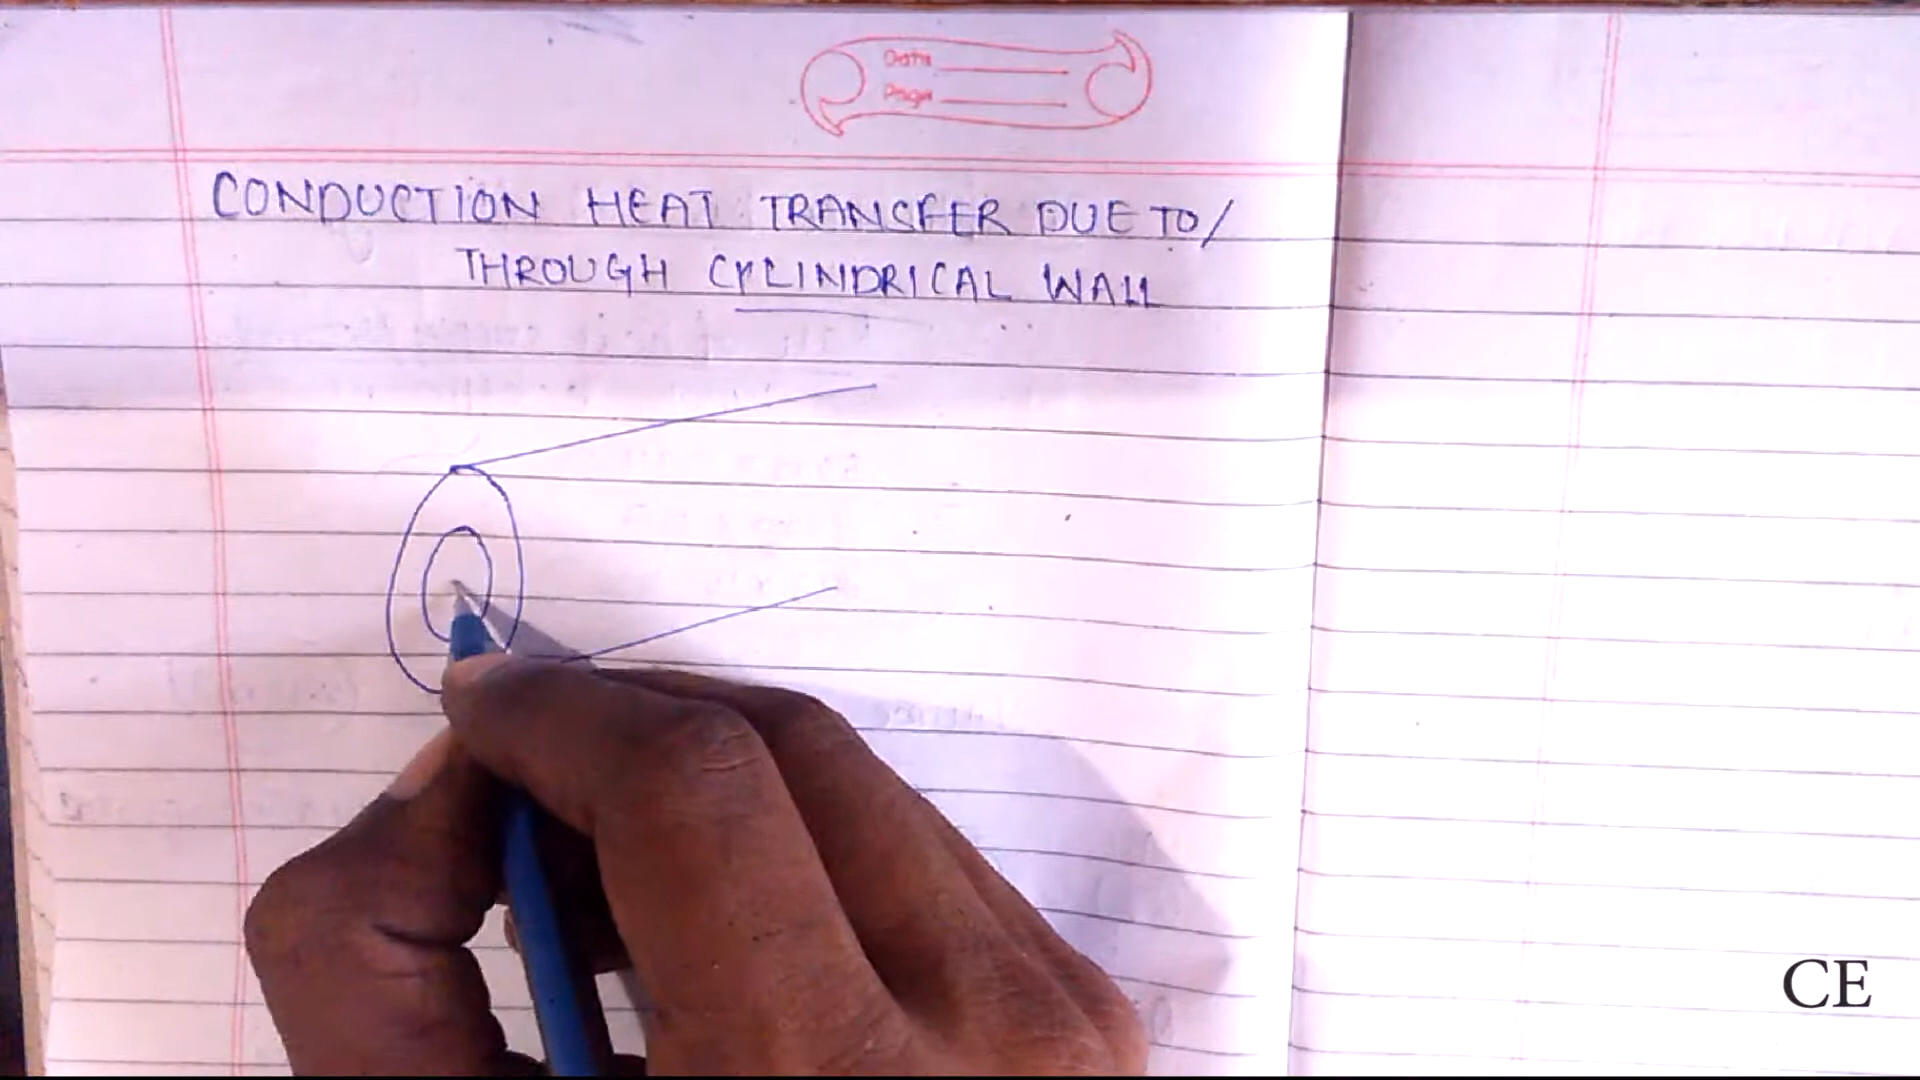 Date
Page
CONDUCTION HEAT TRANSFER DUE TO/
THROUGH CYLINDRICAL WALL
CE